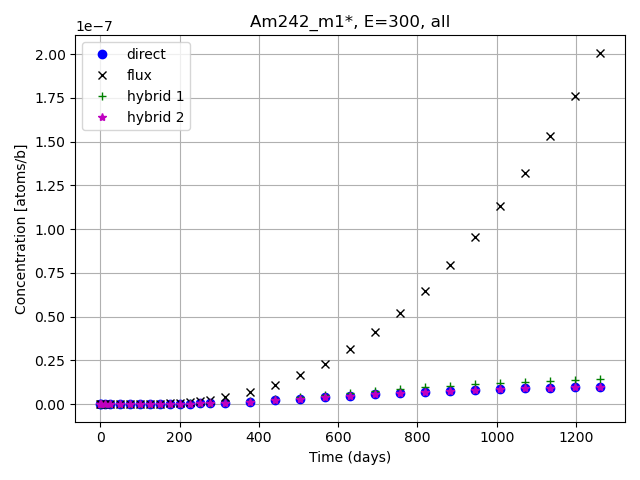 Am242_m1*, E=300, all
1e−7
2.00
1.75
1.50
1.25
1.00
0.75
0.50
0.25
0.00
Concentration [atoms/b]
direct
flux
hybrid 1
hybrid 2
0 200 400 600 800 1000 1200
Time (days)